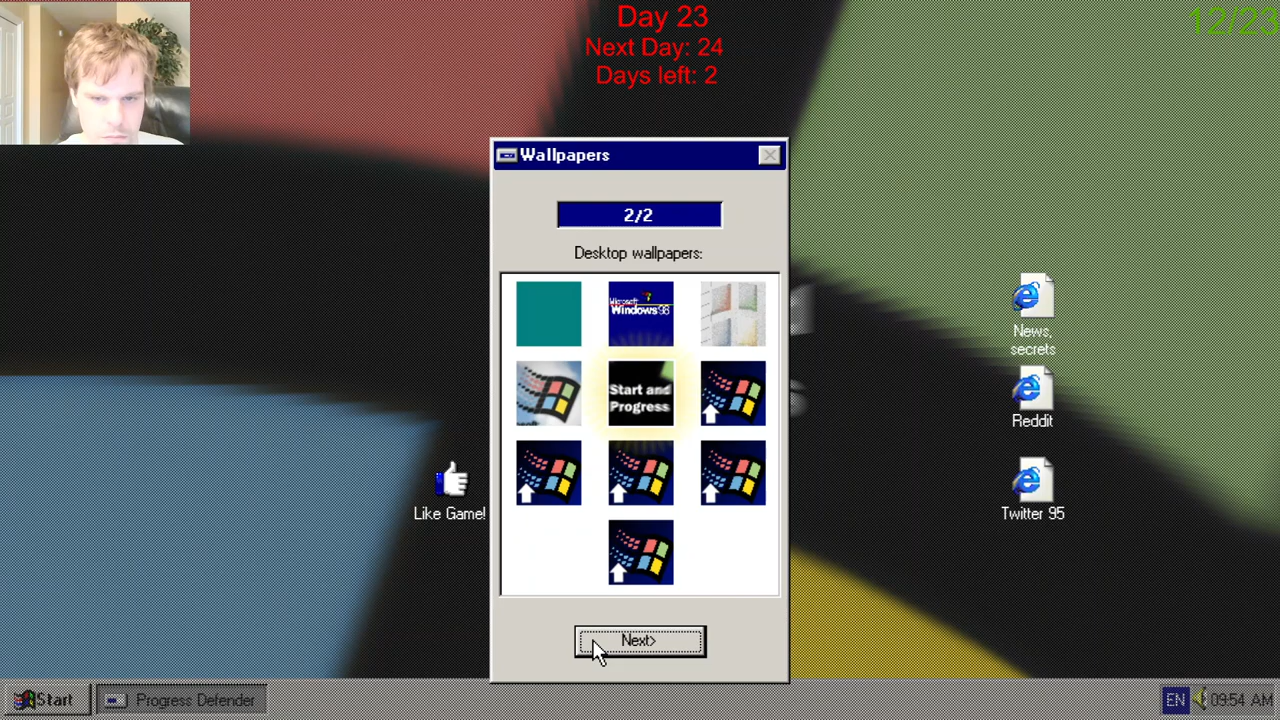 Day 23
Next Day: 24
Days left: 2
12/23
Wallpapers
2/2
Desktop wallpapers:
Microsoft
Windows98
Start and
Progress
Next>
News,
secrets
Reddit
Twitter 95
Like Game!
Start
Progress Defender
EN
09:54 AM